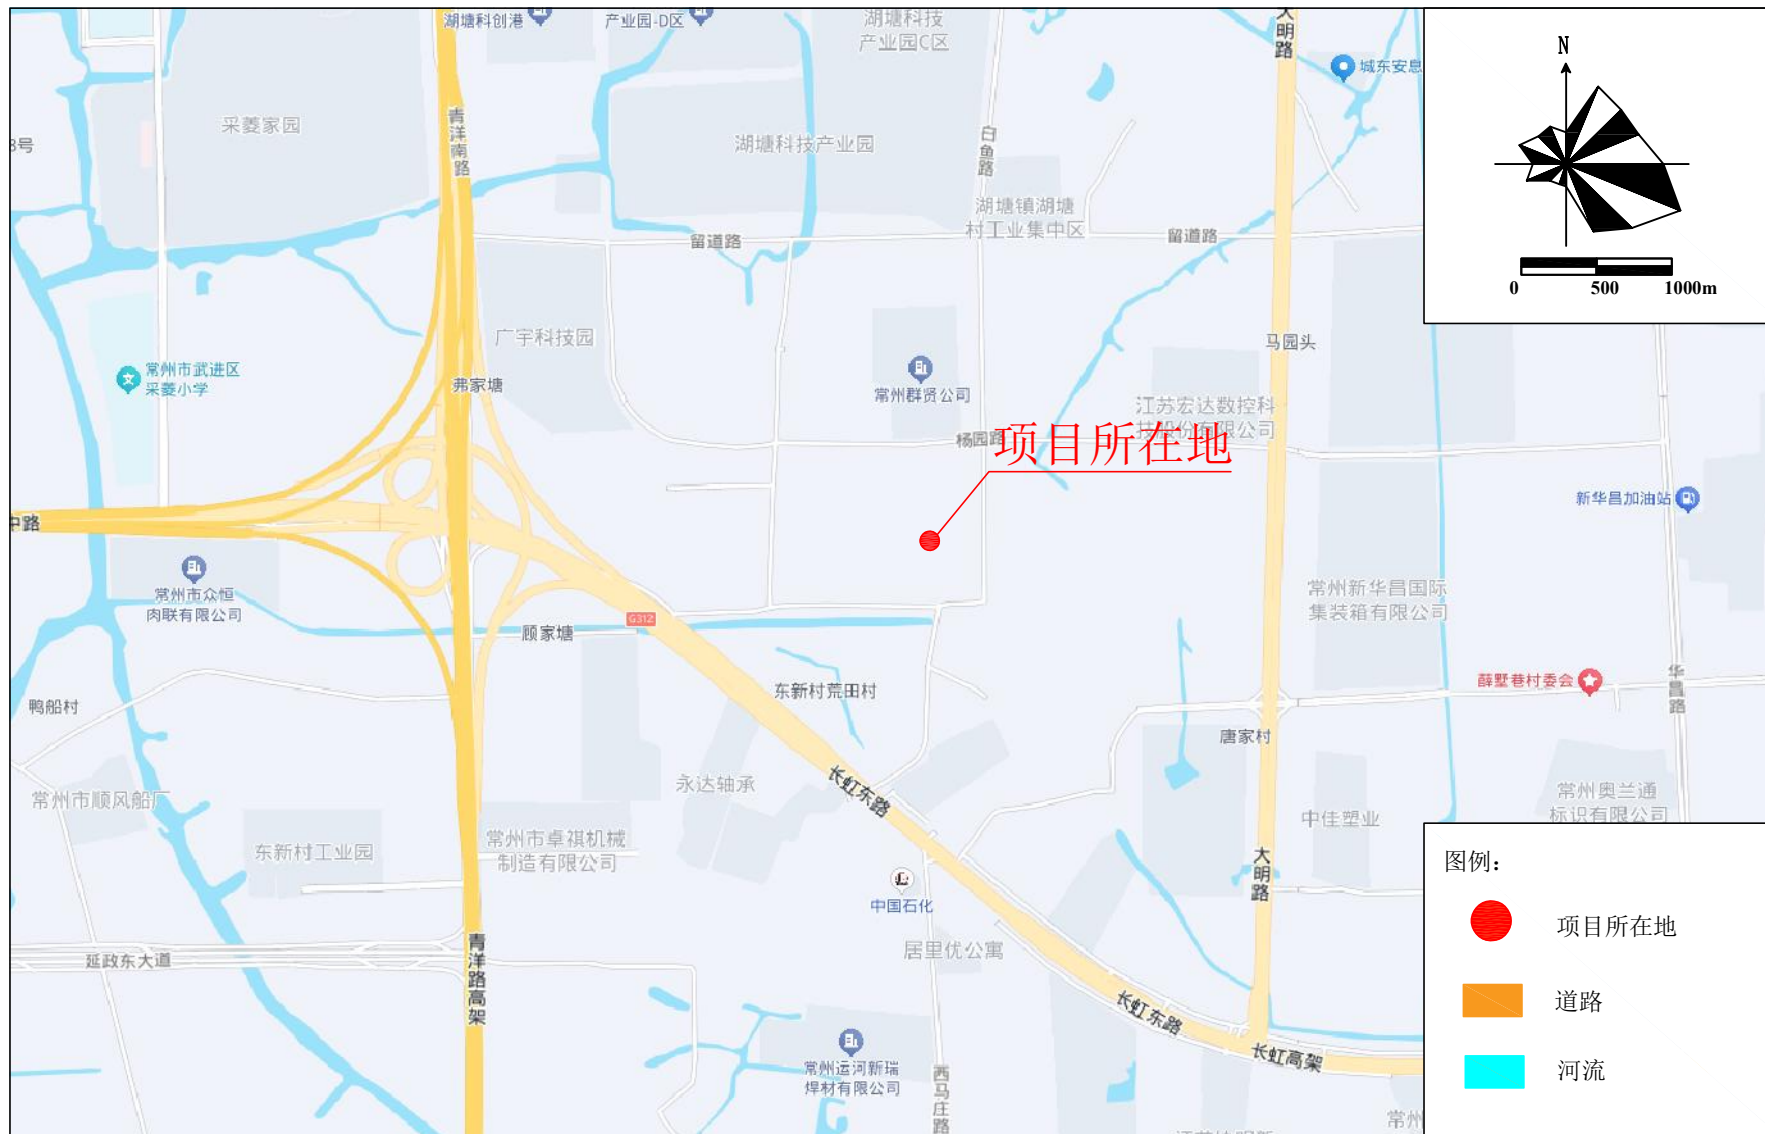 湖塘科创港
产业园-D区
湖塘科技
产业园C区
大明路
N
城东安息
采菱家园
青洋南路
湖塘科技产业园
白鱼路
3号
湖塘镇湖塘
村工业集中区
留道路
留道路
0 500 1000m
广宇科技园
马园头
常州市武进区
采菱小学
弗家塘
常州群贤公司
江苏宏达数控科
技股份有限公司
杨园路
项目所在地
新华昌加油站
中路
常州市众恒
肉联有限公司
常州新华昌国际
集装箱有限公司
G312
顾家塘
东新村荒田村
薛墅巷村委会
华昌路
鸭船村
唐家村
永达轴承
长虹东路
常州市顺风船厂
常州奥兰通
标识有限公司
中佳塑业
东新村工业园
常州市卓祺机械
制造有限公司
大明路
图例：
中国石化
项目所在地
青洋路高架
居里优公寓
延政东大道
道路
长虹东路
长虹高架
河流
常州运河新瑞
焊材有限公司
西马庄路
常州